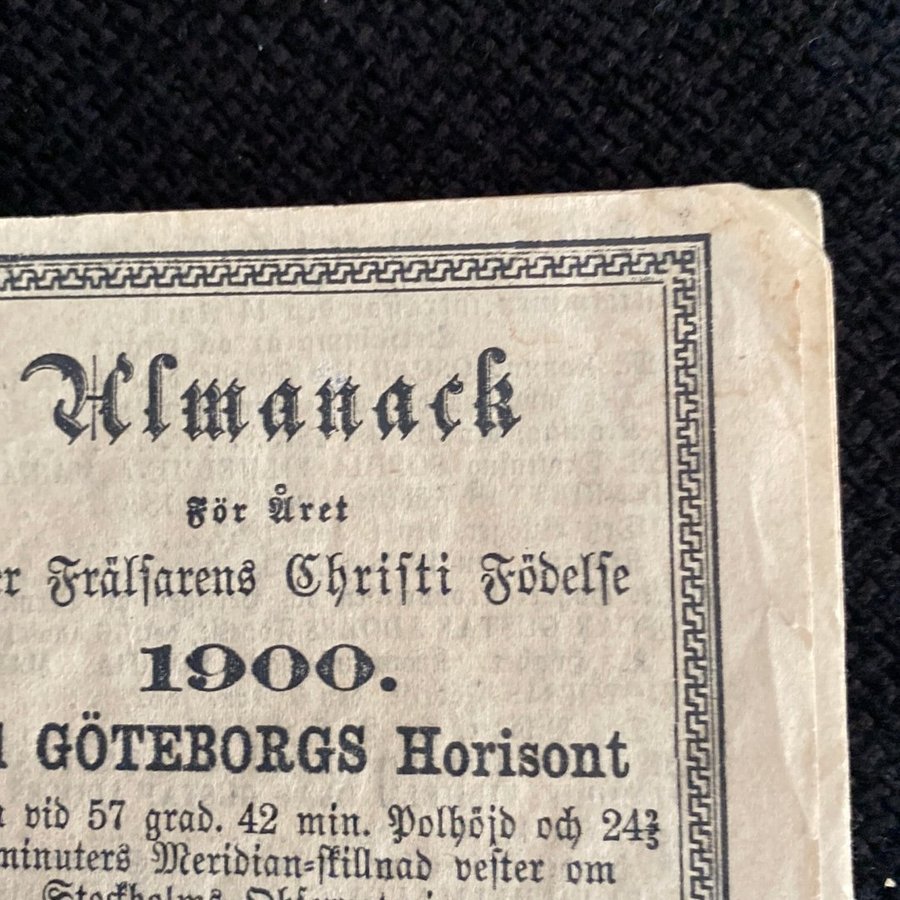 Almanack
För Året
Frälsarens Christi Födelse
1900.
GÖTEBORGS Horisont
vid 57 grad. 42 min. Polhöjd och 24⅗
minuters Meridian=skillnad vester om
Stockholms